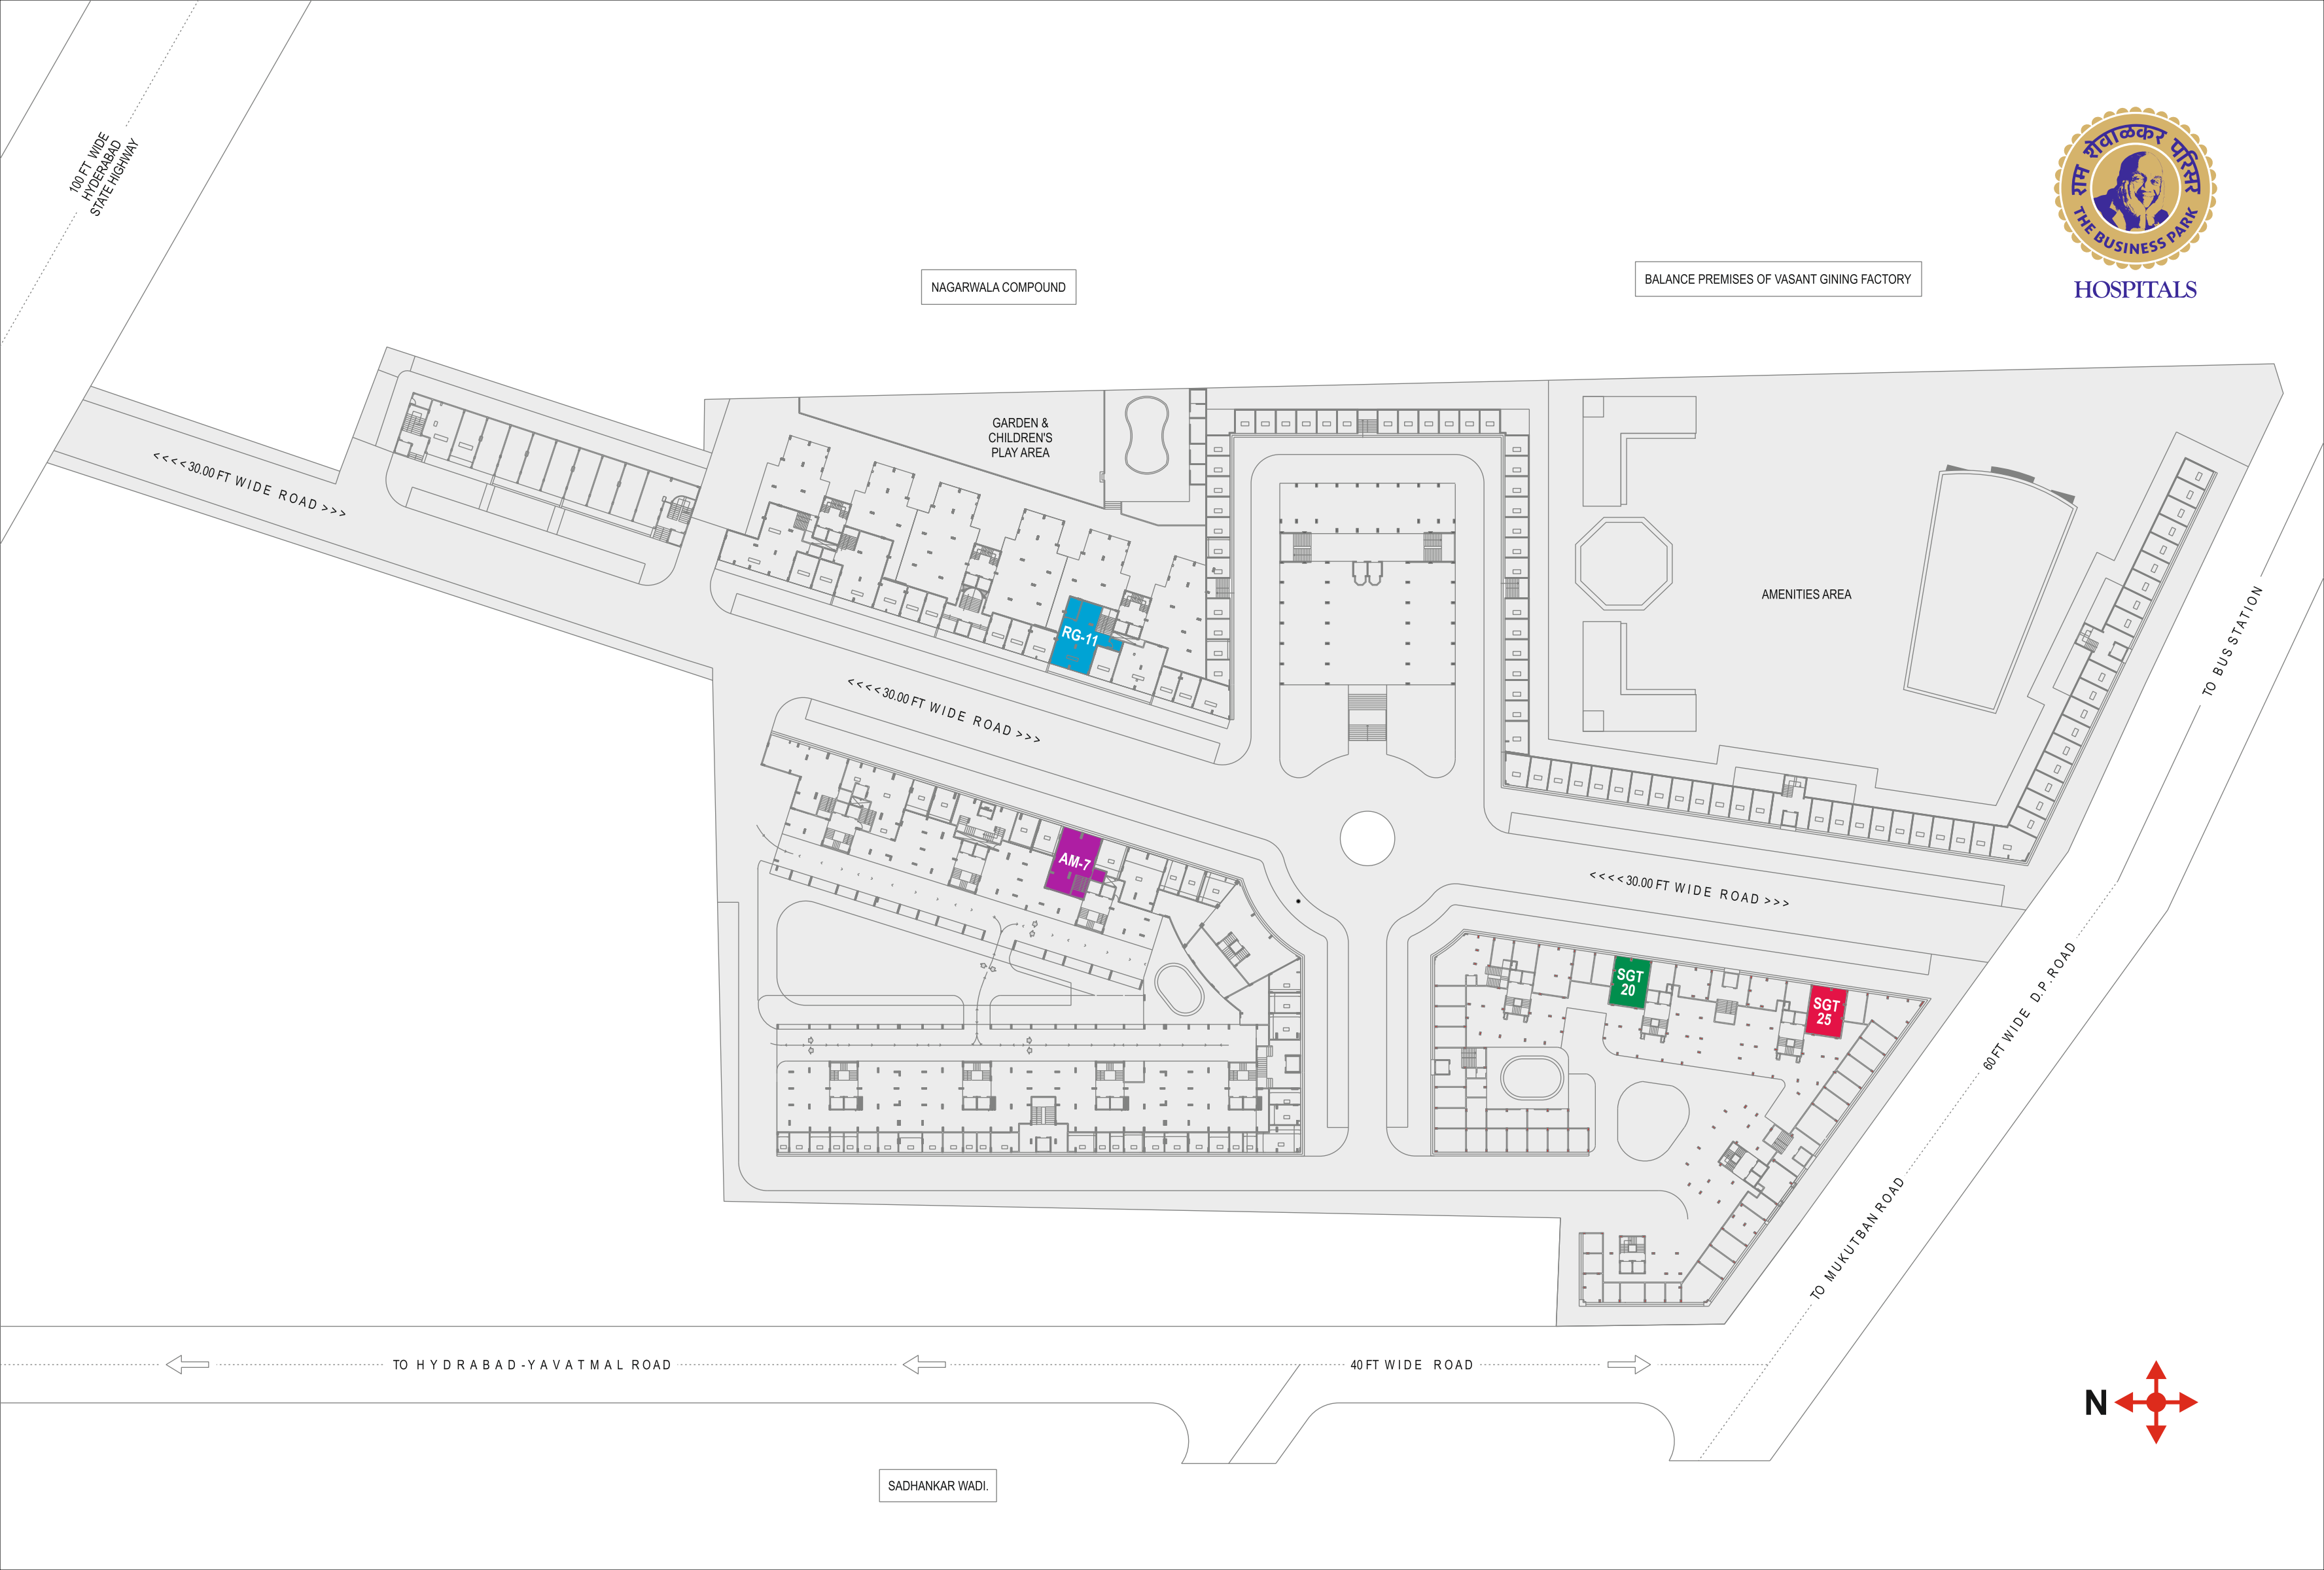 100 FT WIDE
HYDERABAD
STATE HIGHWAY
राम शेवाळकर परिसर
THE BUSINESS PARK
HOSPITALS
NAGARWALA COMPOUND
BALANCE PREMISES OF VASANT GINING FACTORY
GARDEN &
CHILDREN'S
PLAY AREA
<<<< 30.00 FT WIDE ROAD >>>
AMENITIES AREA
RG-11
TO BUS STATION
<<<< 30.00 FT WIDE ROAD >>>
AM-7
<<<< 30.00 FT WIDE ROAD >>>
SGT
20
SGT
25
60 FT WIDE D.P. ROAD
TO MUKUTBAN ROAD
TO HYDRABAD-YAVATMAL ROAD
40 FT WIDE ROAD
N
SADHANKAR WADI.